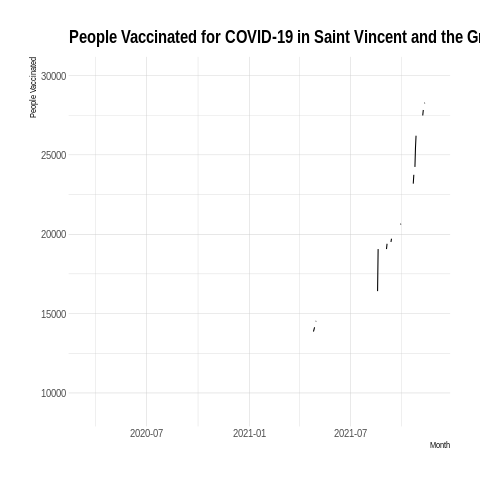 People Vaccinated for COVID-19 in Saint Vincent and the Gr
People Vaccinated
30000
25000
20000
15000
10000
2020-07 2021-01 2021-07
Month